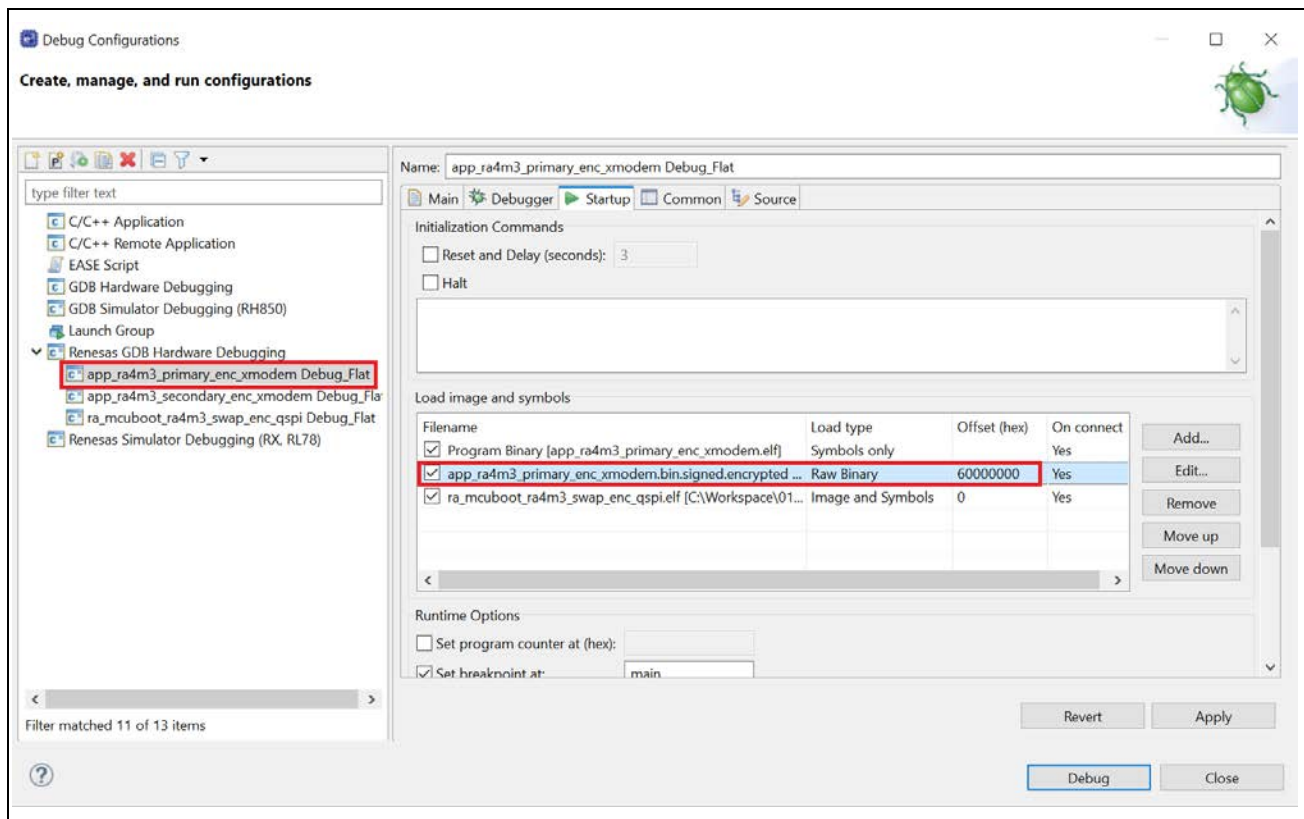 Debug Configurations
Create, manage, and run configurations
type filter text
C/C++ Application
C/C++ Remote Application
EASE Script
GDB Hardware Debugging
GDB Simulator Debugging (RH850)
Launch Group
Renesas GDB Hardware Debugging
app_ra4m3_primary_enc_xmodem Debug_Flat
app_ra4m3_secondary_enc_xmodem Debug_Fla
ra_mcuboot_ra4m3_swap_enc_qspi Debug_Flat
Renesas Simulator Debugging (RX, RL78)
Filter matched 11 of 13 items
Name: app_ra4m3_primary_enc_xmodem Debug_Flat
Main Debugger Startup Common Source
Initialization Commands
Reset and Delay (seconds): 3
Halt
Load image and symbols
Filename Load type Offset (hex) On connect
Program Binary [app_ra4m3_primary_enc_xmodem.elf] Symbols only Yes
app_ra4m3_primary_enc_xmodem.bin.signed.encrypted ... Raw Binary 60000000 Yes
ra_mcuboot_ra4m3_swap_enc_qspi.elf [C:\Workspace\01... Image and Symbols 0 Yes
Add...
Edit...
Remove
Move up
Move down
Runtime Options
Set program counter at (hex):
Set breakpoint at: main
Revert Apply
Debug Close